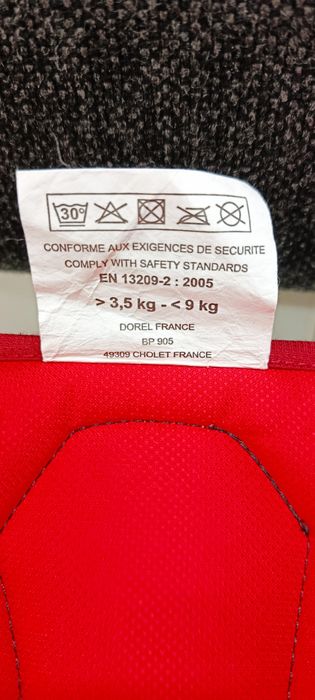 30°
CONFORME AUX EXIGENCES DE SECURITE
COMPLY WITH SAFETY STANDARDS
EN 13209-2 : 2005
> 3,5 kg - < 9 kg
DOREL FRANCE
BP 905
49309 CHOLET FRANCE